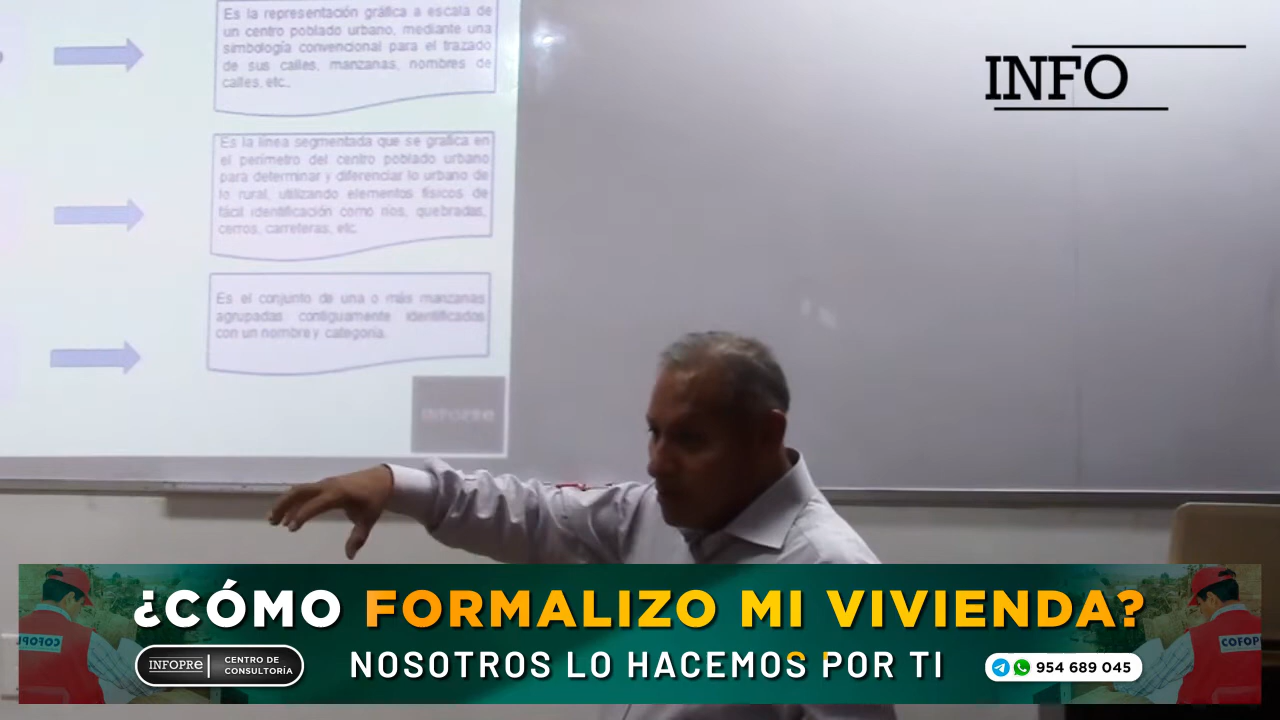 Es la representación gráfica a escala de
un centro poblado urbano, mediante una
simbología convencional para el trazado
de sus calles, manzanas, nombres de
calles, etc.,
Es la línea segmentada que se grafica en
el perímetro del centro poblado urbano
para determinar y diferenciar lo urbano de
lo rural, utilizando elementos físicos de
fácil identificación como ríos, quebradas,
cerros, carreteras, etc.
Es el conjunto de una o más manzanas
agrupadas contiguamente identificados
con un nombre y categoría.
INFOPRe
INFO
¿CÓMO FORMALIZO MI VIVIENDA?
COFOPR
COFOP
INFOPRe
CENTRO DE
CONSULTORÍA
NOSOTROS LO HACEMOS POR TI
954 689 045